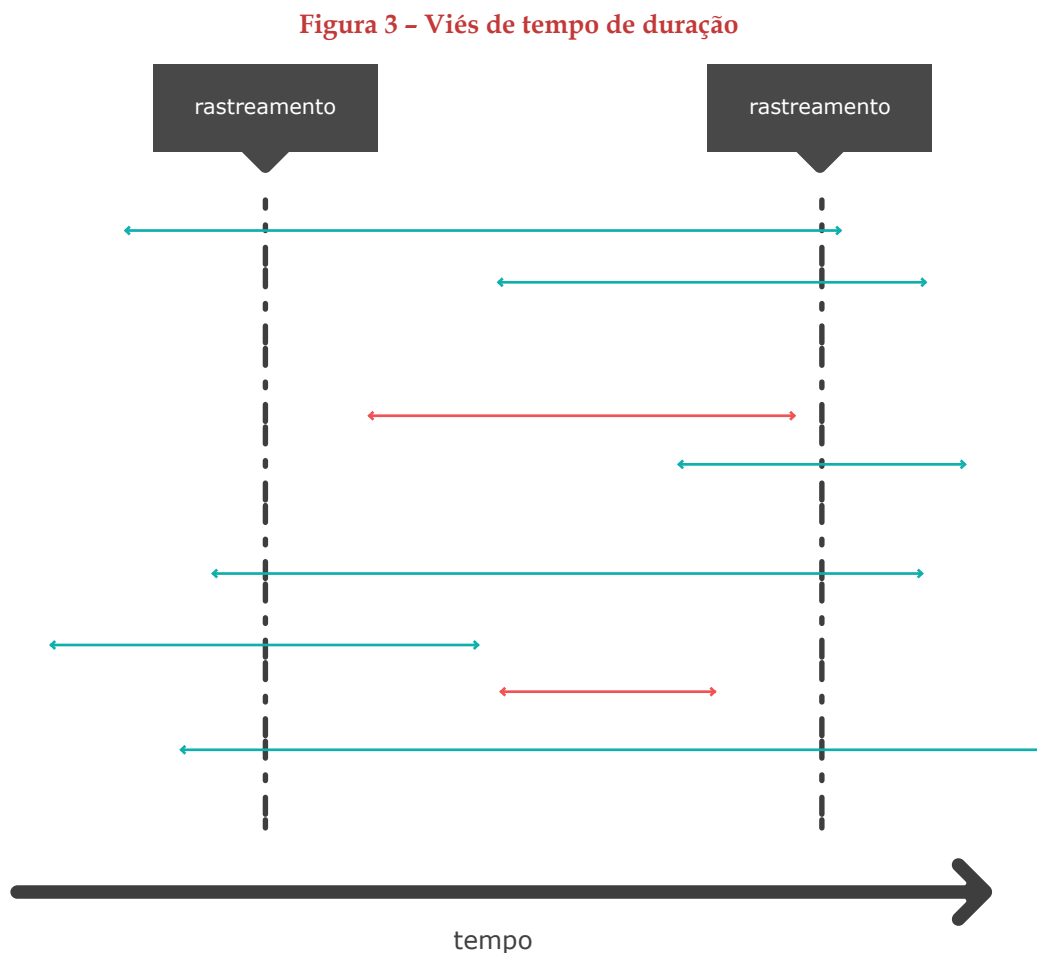 Figura 3 – Viés de tempo de duração
rastreamento
rastreamento
tempo